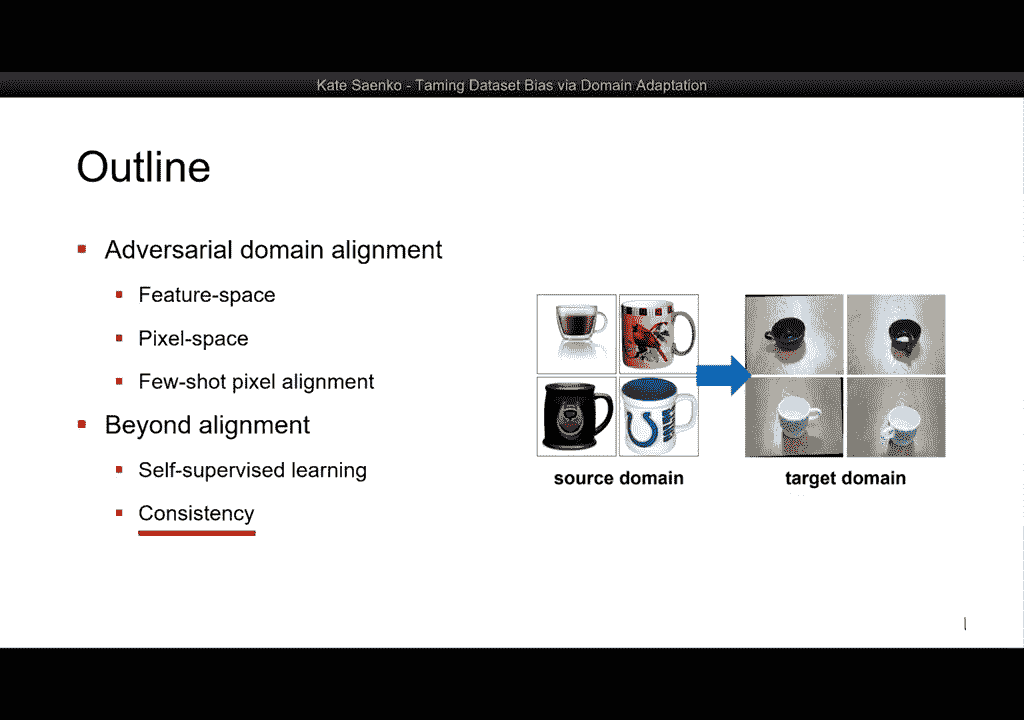 Kate Saenko - Taming Dataset Bias via Domain Adaptation
Outline
Adversarial domain alignment
Feature-space
Pixel-space
Few-shot pixel alignment
Beyond alignment
Self-supervised learning
Consistency
source domain
target domain